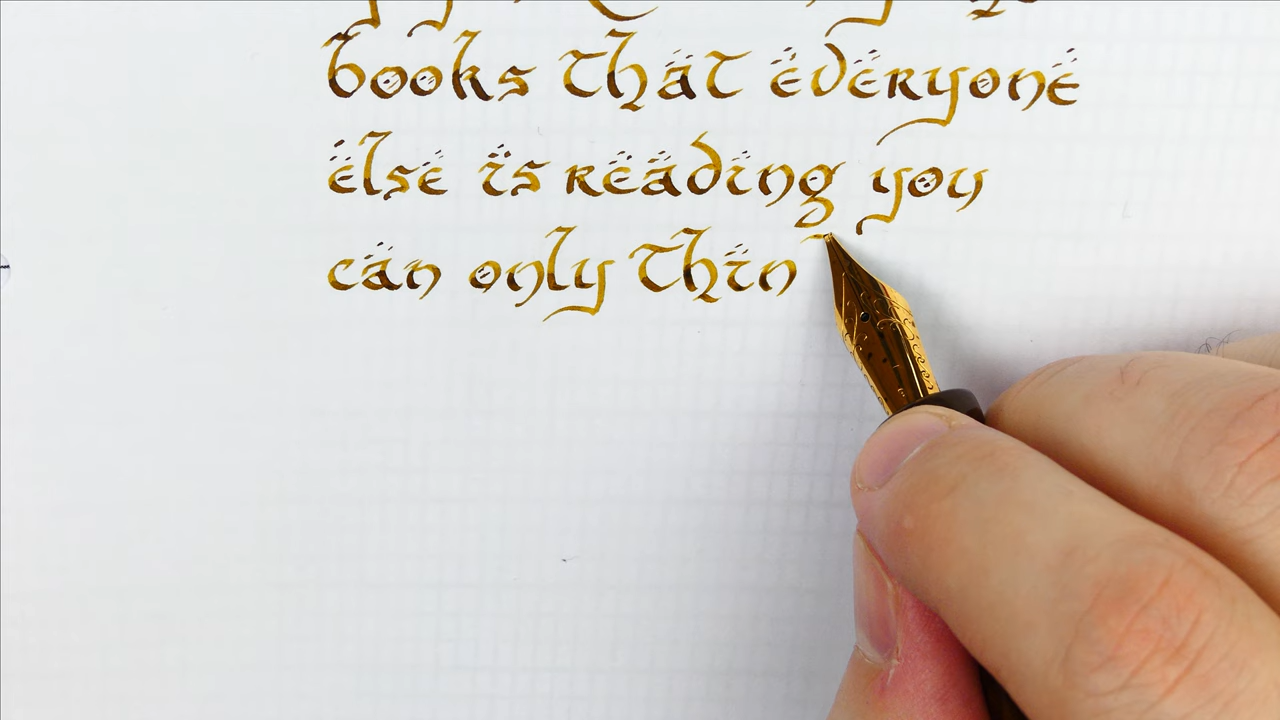 books that everyone
else is reading you
can only thin